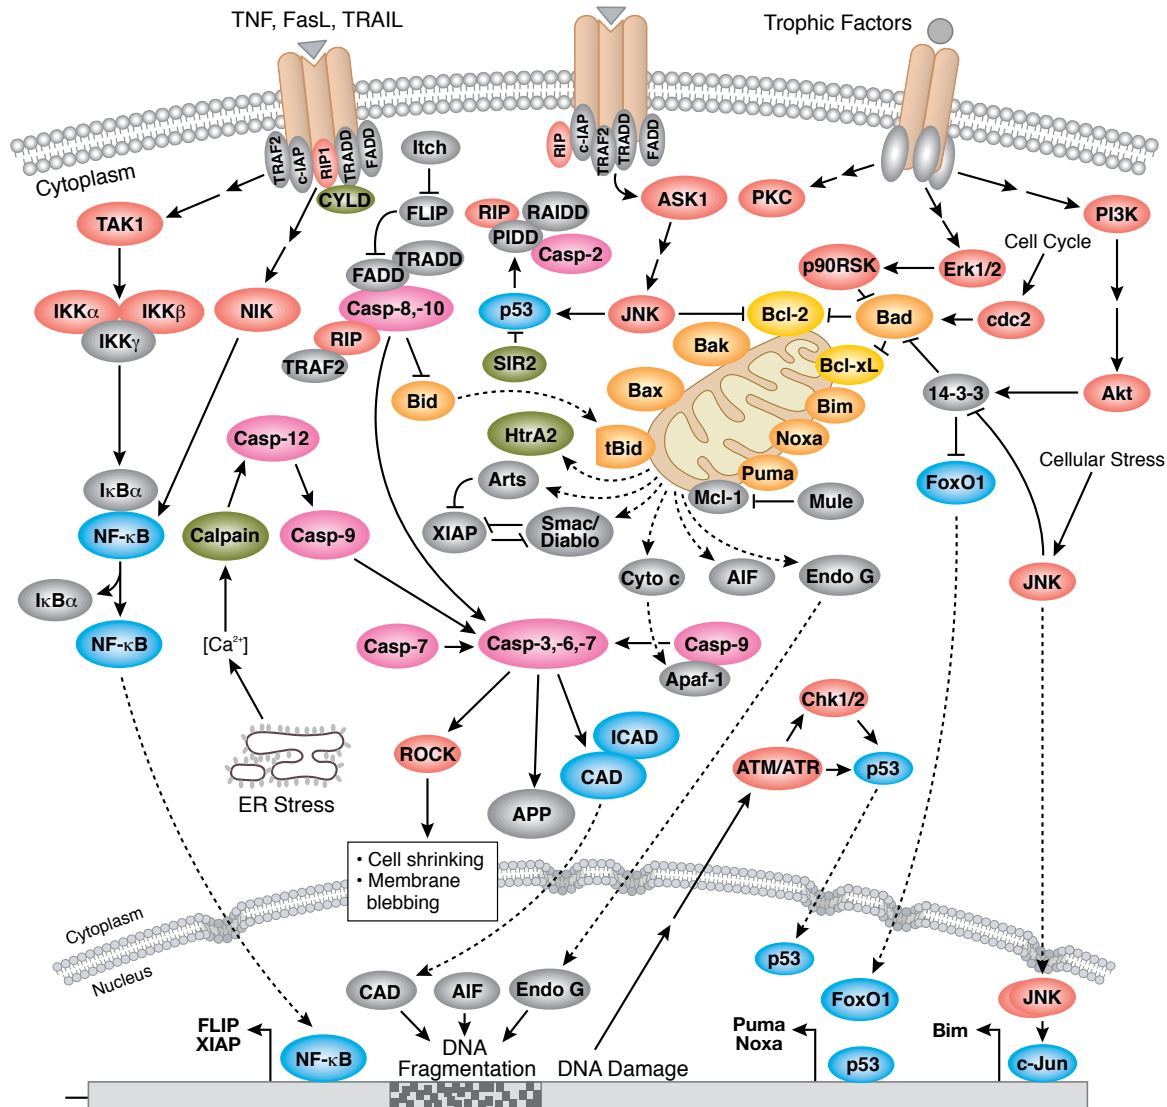 TNF, FasL, TRAIL
Trophic Factors
Cytoplasm
TRAF2
c-IAP
RIP1
TRADD
FADD
CYLD
Itch
FLIP
RIP
c-IAP
TRAF2
TRADD
FADD
TAK1
ASK1
PKC
PI3K
RIP
RAIDD
PIDD
Casp-2
TRADD
FADD
Casp-8,-10
RIP
TRAF2
Cell Cycle
p90RSK
Erk1/2
cdc2
IKKα
IKKβ
IKKγ
NIK
p53
JNK
Bcl-2
Bad
SIR2
Bak
Bcl-xL
Bid
Bax
Bim
14-3-3
Akt
Casp-12
HtrA2
tBid
Noxa
Puma
Cellular Stress
IκBα
NF-κB
Arts
Mcl-1
Mule
FoxO1
Calpain
Casp-9
XIAP
Smac/
Diablo
IκBα
Cyto c
AIF
Endo G
JNK
NF-κB
[Ca2+]
Casp-7
Casp-3,-6,-7
Casp-9
Apaf-1
Chk1/2
ROCK
ICAD
CAD
ATM/ATR
p53
ER Stress
APP
• Cell shrinking
• Membrane
blebbing
Cytoplasm
Nucleus
p53
CAD
AIF
Endo G
FoxO1
JNK
FLIP
XIAP
NF-κB
DNA
Fragmentation
DNA Damage
Puma
Noxa
p53
Bim
c-Jun